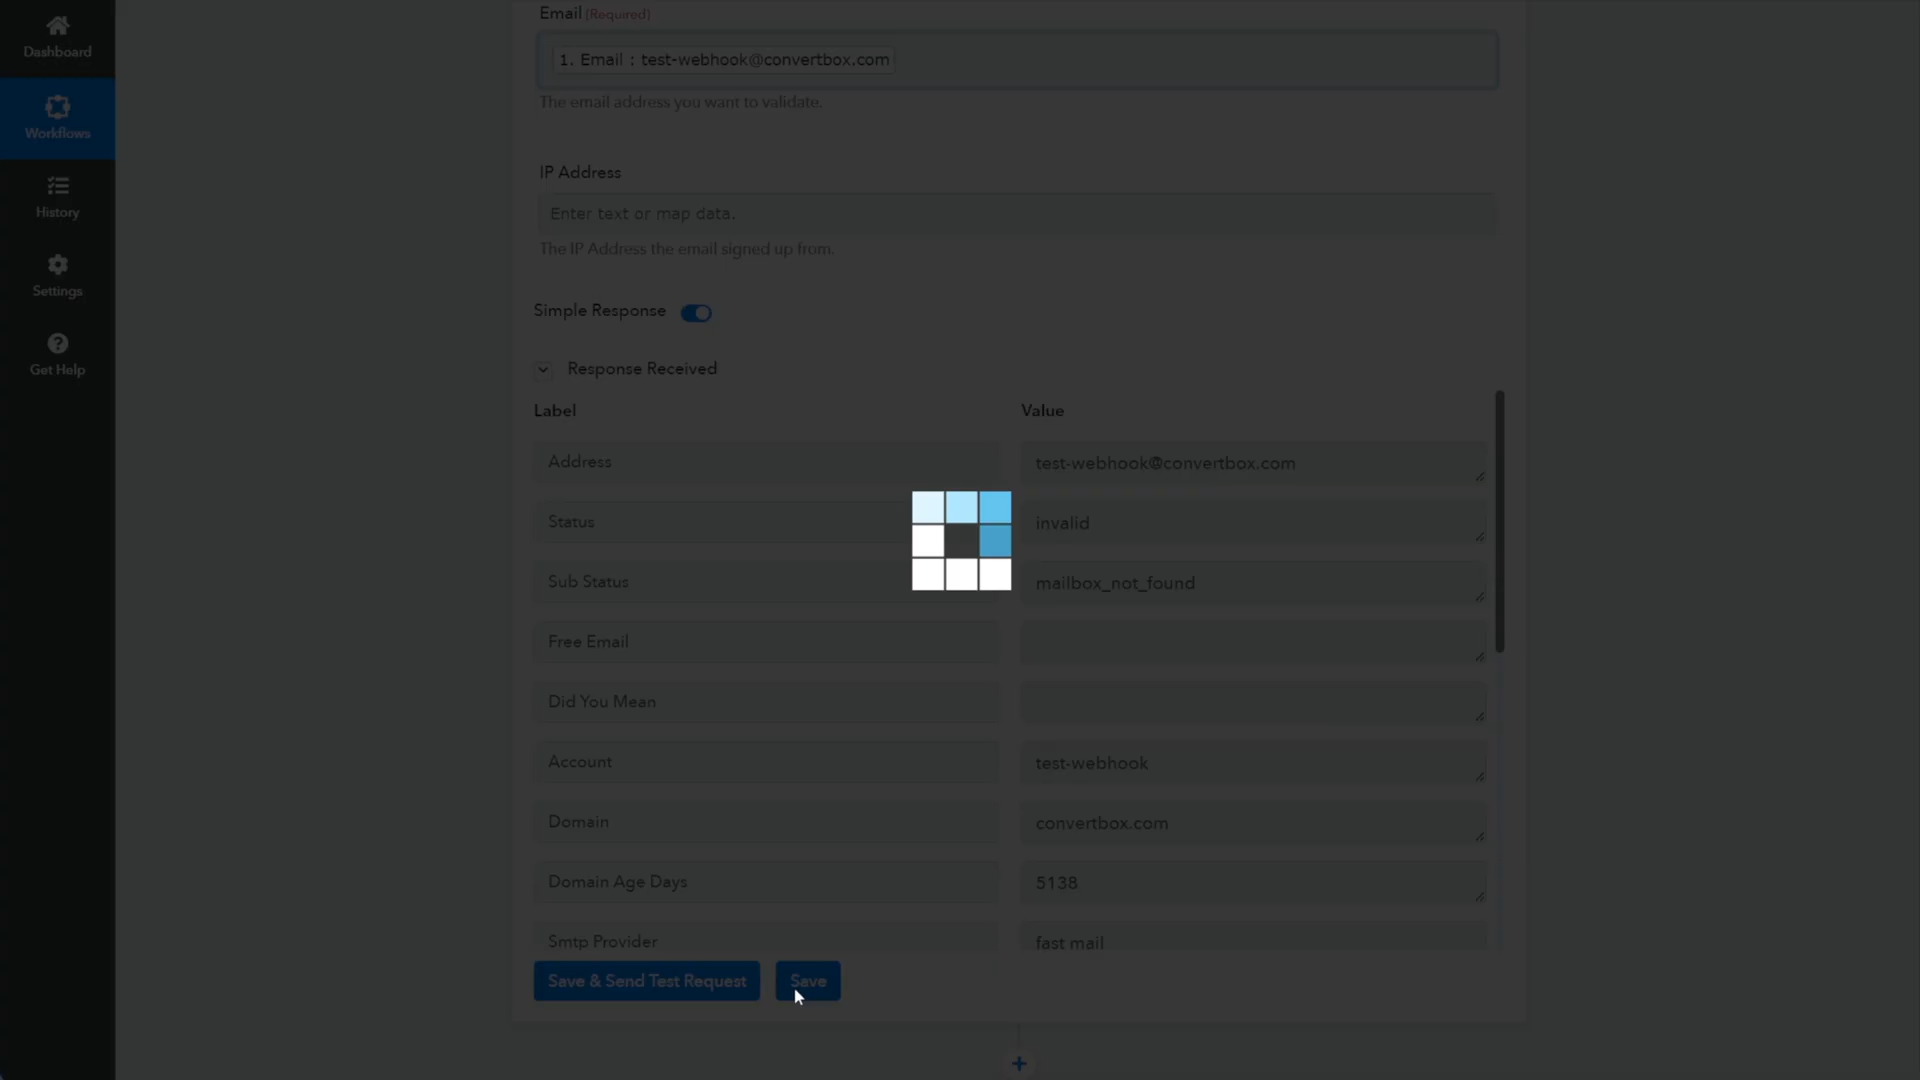 Dashboard
Workflows
History
Settings
Get Help
Email (Required)
1. Email : test-webhook@convertbox.com
The email address you want to validate.
IP Address
Enter text or map data.
The IP Address the email signed up from.
Simple Response
Response Received
Label Value
Address test-webhook@convertbox.com
Status invalid
Sub Status mailbox_not_found
Free Email
Did You Mean
Account test-webhook
Domain convertbox.com
Domain Age Days 5138
Smtp Provider fast mail
Save & Send Test Request Save